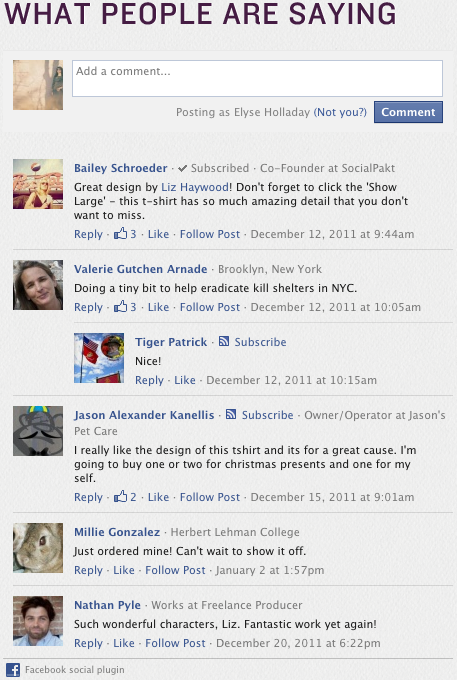 WHAT PEOPLE ARE SAYING
Add a comment...
Posting as Elyse Holladay (Not you?) Comment
Bailey Schroeder · Subscribed · Co-Founder at SocialPakt
Great design by Liz Haywood! Don't forget to click the 'Show
Large' - this t-shirt has so much amazing detail that you don't
want to miss.
Reply · 3 · Like · Follow Post · December 12, 2011 at 9:44am
Valerie Gutchen Arnade · Brooklyn, New York
Doing a tiny bit to help eradicate kill shelters in NYC.
Reply · 3 · Like · Follow Post · December 12, 2011 at 10:05am
Tiger Patrick · Subscribe
Nice!
Reply · Like · December 12, 2011 at 10:15am
Jason Alexander Kanellis · Subscribe · Owner/Operator at Jason's
Pet Care
I really like the design of this tshirt and its for a great cause. I'm
going to buy one or two for christmas presents and one for my
self.
Reply · 2 · Like · Follow Post · December 15, 2011 at 9:01am
Millie Gonzalez · Herbert Lehman College
Just ordered mine! Can't wait to show it off.
Reply · Like · Follow Post · January 2 at 1:57pm
Nathan Pyle · Works at Freelance Producer
Such wonderful characters, Liz. Fantastic work yet again!
Reply · Like · Follow Post · December 20, 2011 at 6:22pm
Facebook social plugin